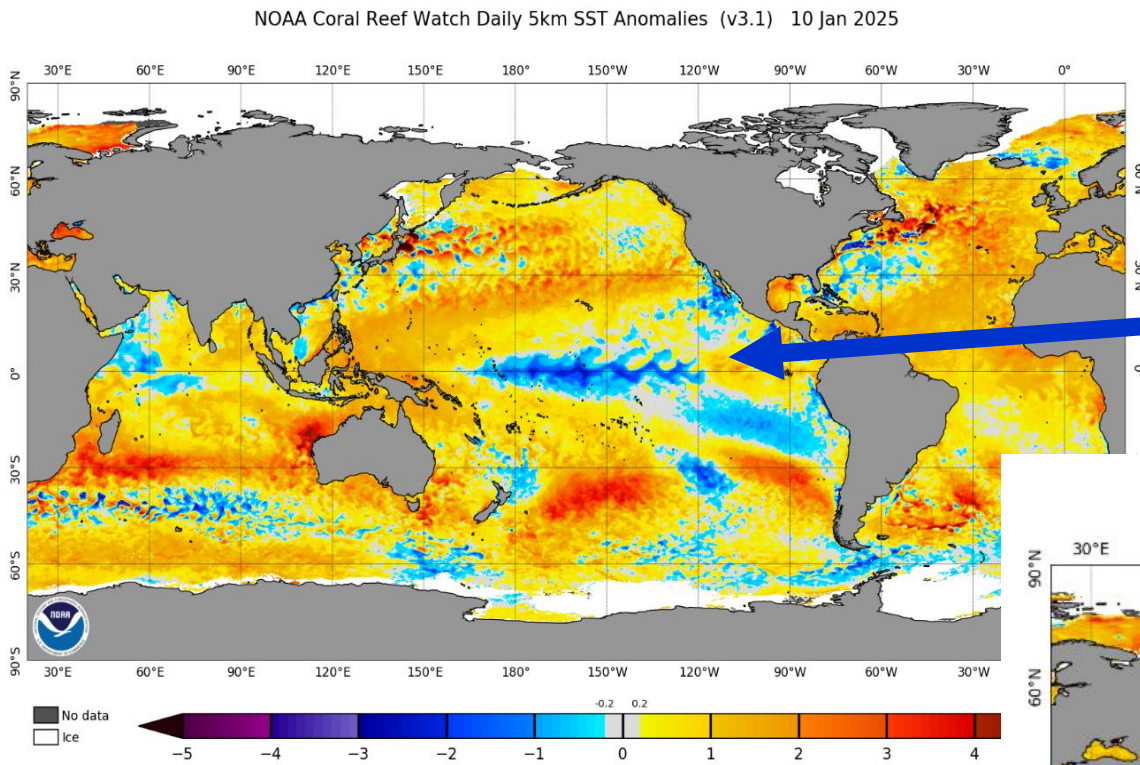 NOAA Coral Reef Watch Daily 5km SST Anomalies (v3.1) 10 Jan 2025
30°E 60°E 90°E 120°E 150°E 180° 150°W 120°W 90°W 60°W 30°W 0°
90°N
60°N
30°N
0°
30°S
60°S
90°S
60°N
30°N
0°
NOAA
30°E 60°E 90°E 120°E 150°E 180° 150°W 120°W 90°W 60°W 30°W
No data
Ice
-0.2 0.2
−5 −4 −3 −2 −1 0 1 2 3 4
30°E
90°N
60°N